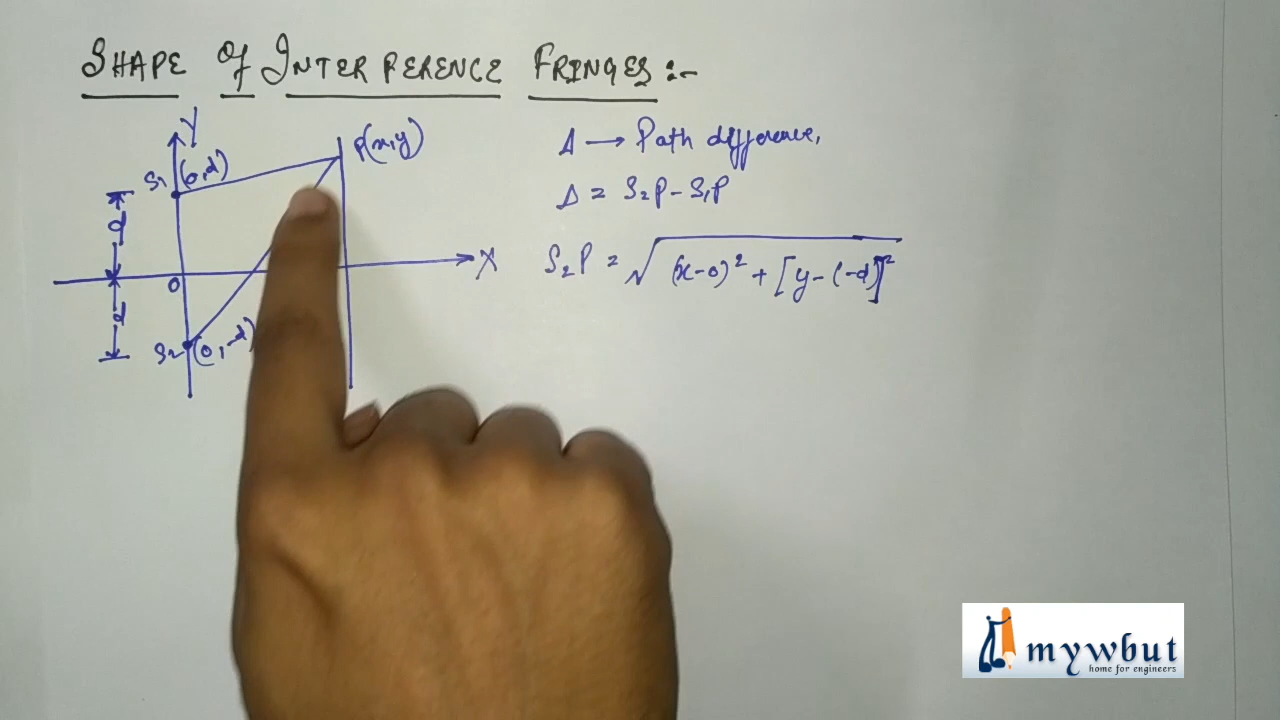 SHAPE Of INTERFERENCE FRINGES :-
Y
P(x,y)
S1 (0,d)
d
X
0
d
S2 (0,-d)
Δ → Path difference,
Δ = S2P - S1P
S2P = √(x-0)² + [y-(-d)]²
mywbut
home for engineers